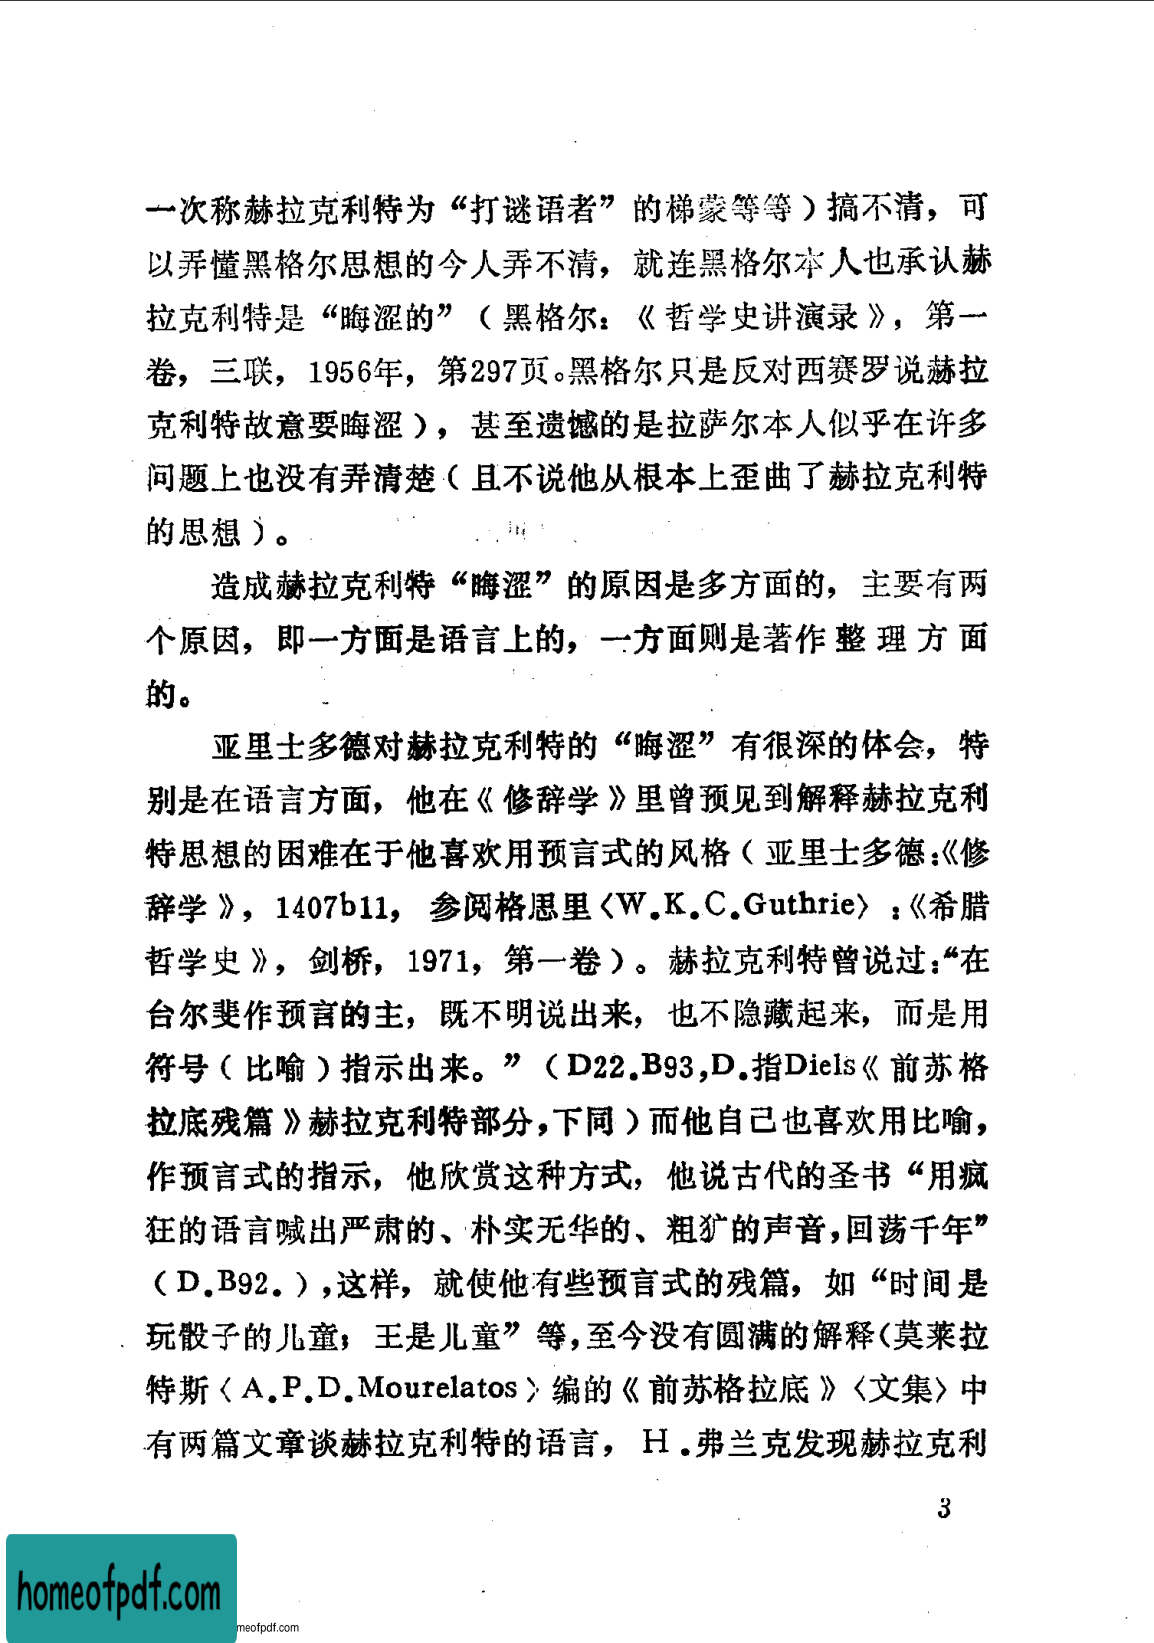 一次称赫拉克利特为“打谜语者”的梯蒙等等）搞不清，可
以弄懂黑格尔思想的今人弄不清，就连黑格尔本人也承认赫
拉克利特是“晦涩的”（黑格尔：《哲学史讲演录》，第一
卷，三联，1956年，第297页。黑格尔只是反对西赛罗说赫拉
克利特故意要晦涩），甚至遗憾的是拉萨尔本人似乎在许多
问题上也没有弄清楚（且不说他从根本上歪曲了赫拉克利特
的思想）。
造成赫拉克利特“晦涩”的原因是多方面的，主要有两
个原因，即一方面是语言上的，一方面则是著作整理方面
的。
亚里士多德对赫拉克利特的“晦涩”有很深的体会，特
别是在语言方面，他在《修辞学》里曾预见到解释赫拉克利
特思想的困难在于他喜欢用预言式的风格（亚里士多德：《修
辞学》，1407b11，参阅格思里〈W.K.C.Guthrie〉：《希腊
哲学史》，剑桥，1971，第一卷）。赫拉克利特曾说过：“在
台尔斐作预言的主，既不明说出来，也不隐藏起来，而是用
符号（比喻）指示出来。”（D22.B93,D.指Diels《前苏格
拉底残篇》赫拉克利特部分，下同）而他自己也喜欢用比喻，
作预言式的指示，他欣赏这种方式，他说古代的圣书“用疯
狂的语言喊出严肃的、朴实无华的、粗犷的声音，回荡千年”
（D.B92.），这样，就使他有些预言式的残篇，如“时间是
玩骰子的儿童；王是儿童”等，至今没有圆满的解释（莫莱拉
特斯〈A.P.D.Mourelatos〉编的《前苏格拉底》〈文集〉中
有两篇文章谈赫拉克利特的语言，H.弗兰克发现赫拉克利
3
homeofpdf.com
meofpdf.com